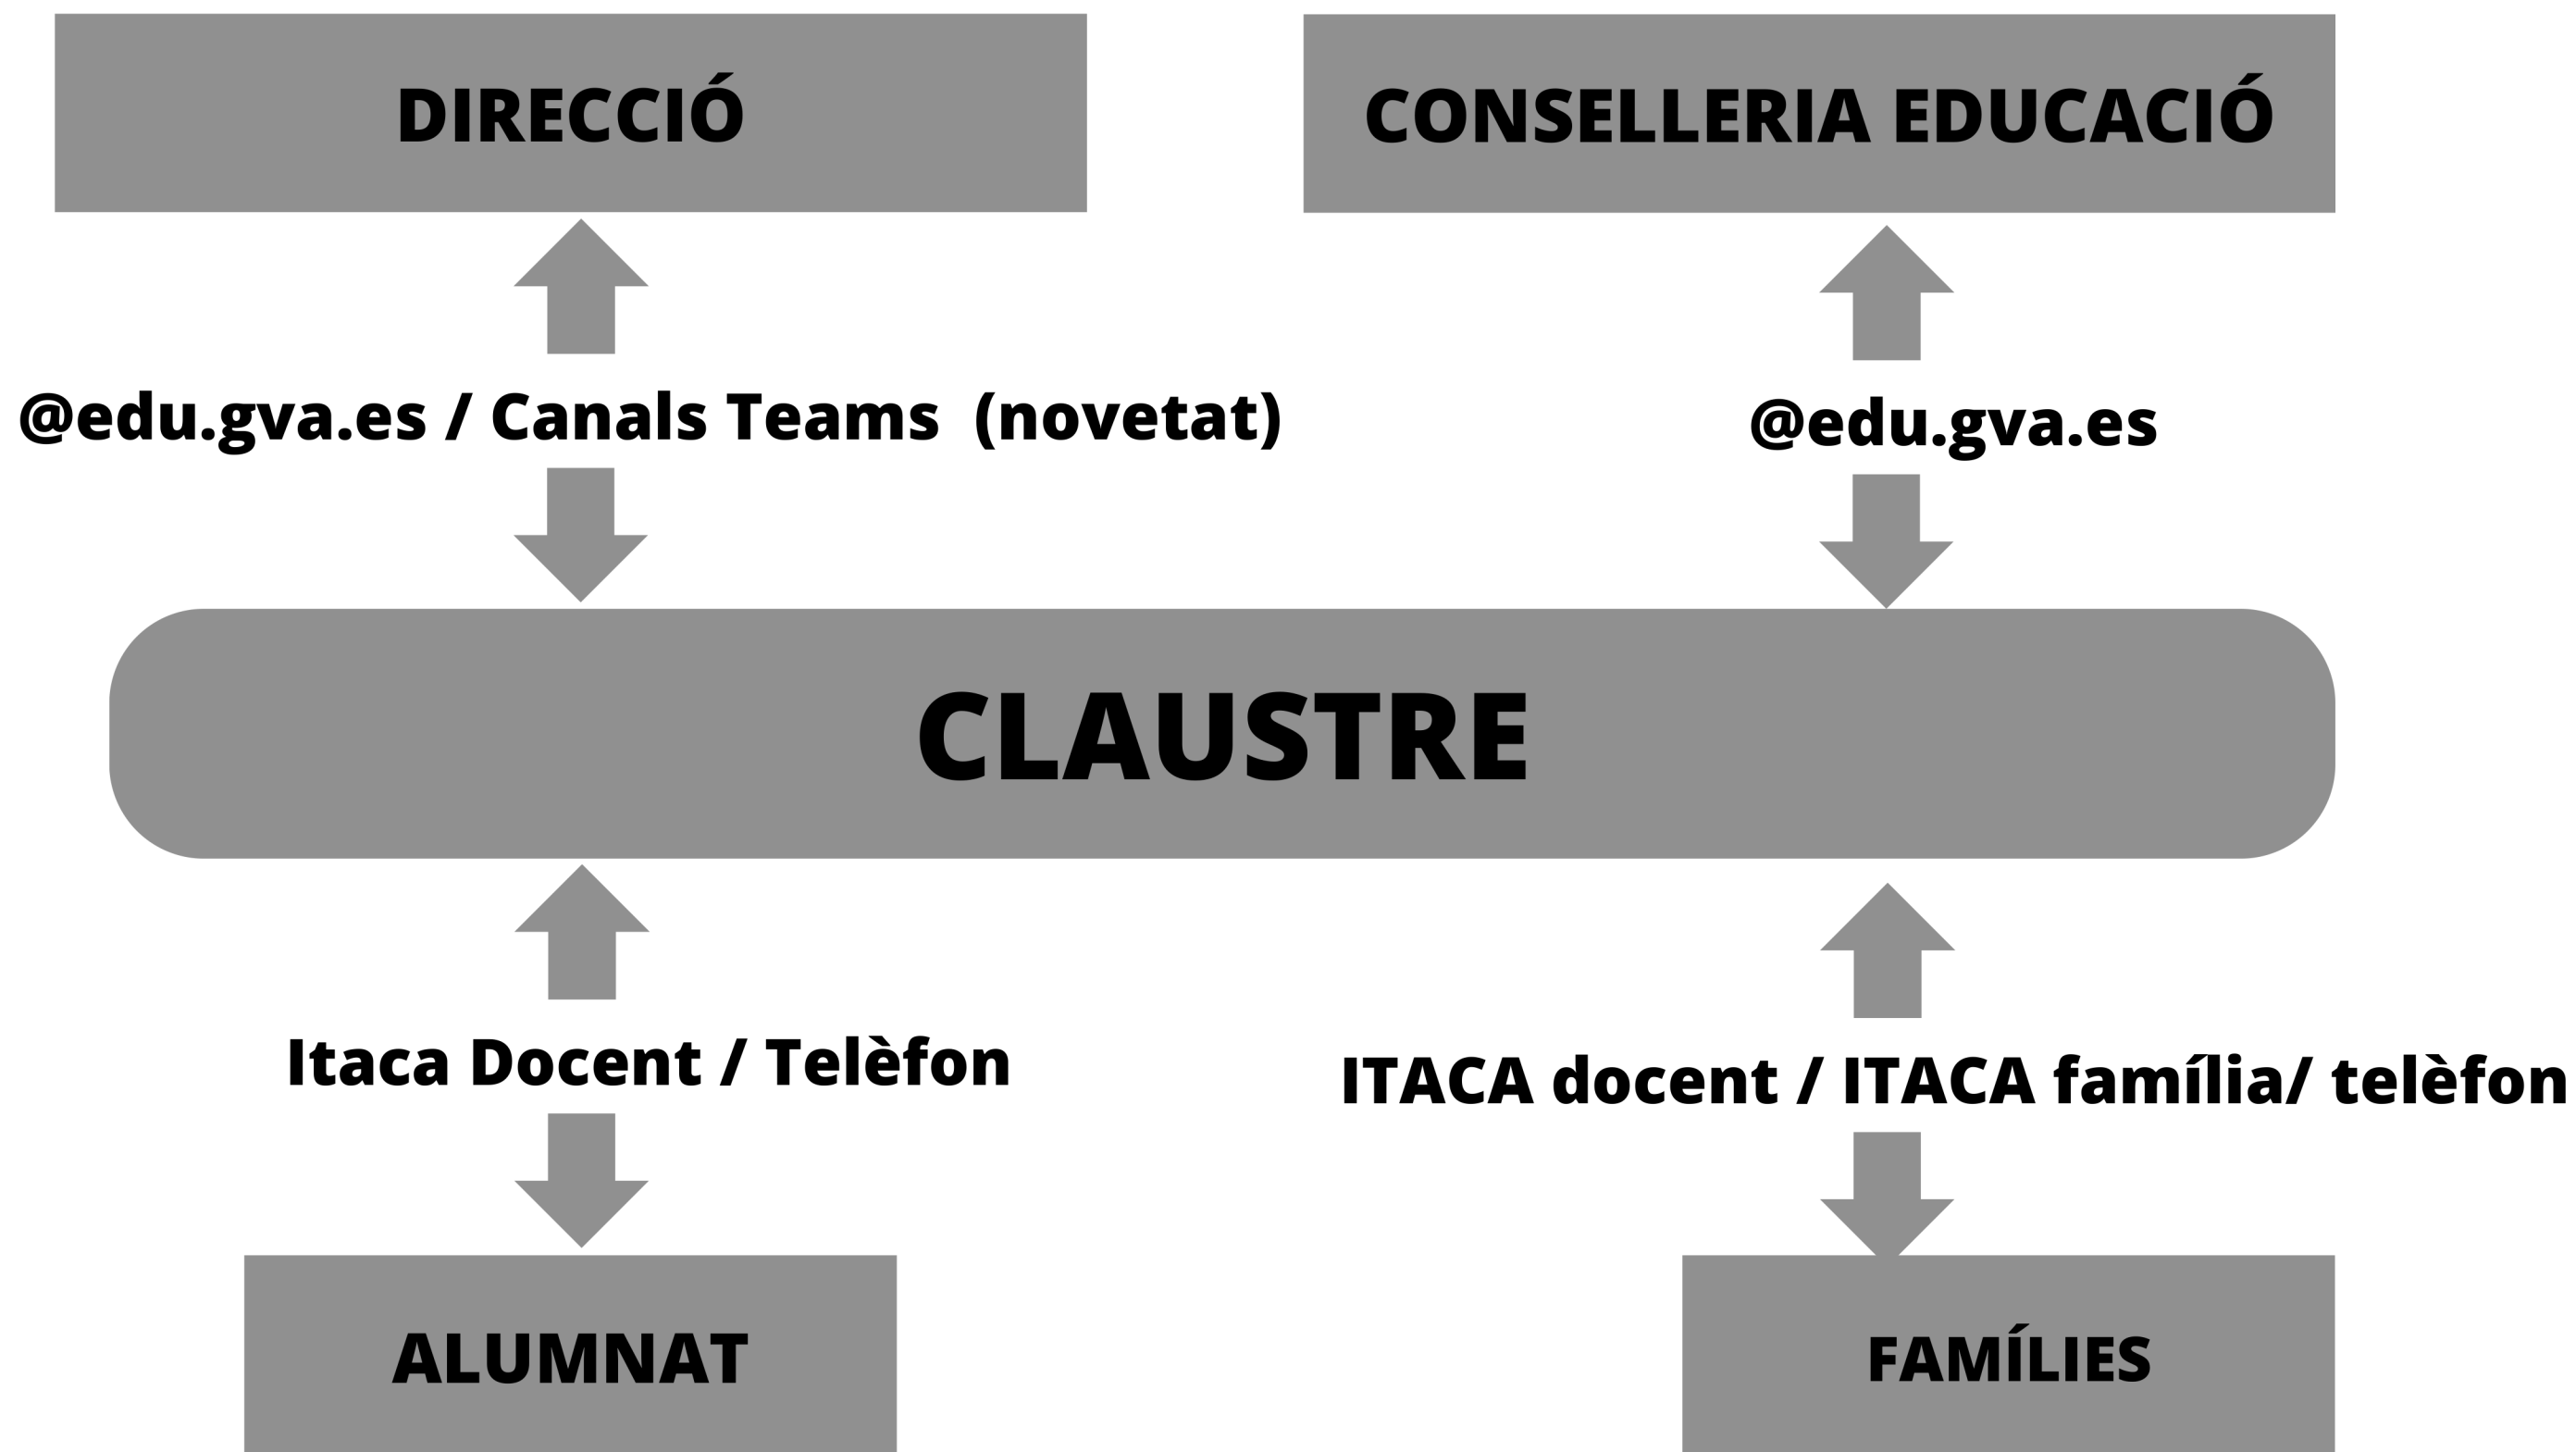 DIRECCIÓ
CONSELLERIA EDUCACIÓ
@edu.gva.es / Canals Teams  (novetat)
@edu.gva.es
CLAUSTRE
Itaca Docent / Telèfon
ITACA docent / ITACA família/ telèfon
ALUMNAT
FAMÍLIES